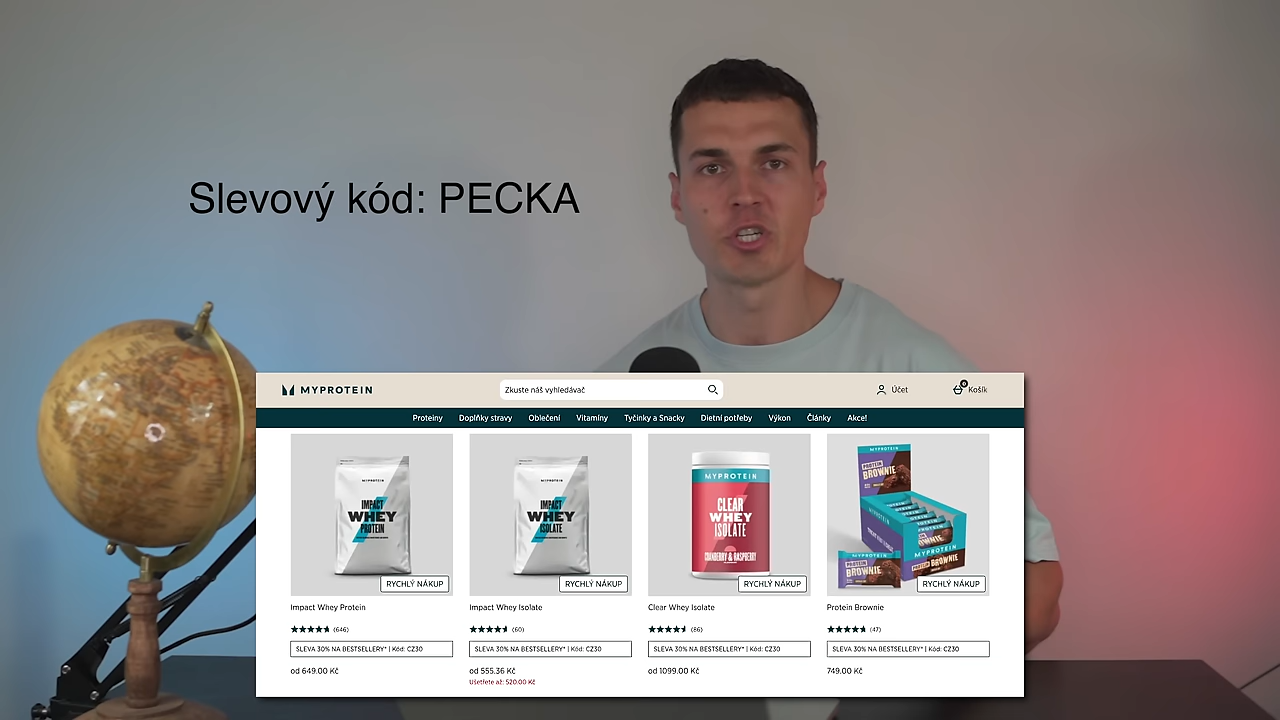 Slevový kód: PECKA
MYPROTEIN
Zkuste náš vyhledávač
Účet
0
Košík
Proteiny Doplňky stravy Oblečení Vitamíny Tyčinky a Snacky Dietní potřeby Výkon Články Akce!
MYPROTEIN
IMPACT
WHEY
PROTEIN
RYCHLÝ NÁKUP
MYPROTEIN
IMPACT
WHEY
ISOLATE
RYCHLÝ NÁKUP
MYPROTEIN
CLEAR
WHEY
ISOLATE
CRANBERRY & RASPBERRY
RYCHLÝ NÁKUP
MYPROTEIN
PROTEIN
BROWNIE
MYPROTEIN
PROTEIN
BROWNIE
MYPROTEIN
PROTEIN
BROWNIE
RYCHLÝ NÁKUP
Impact Whey Protein
(646)
SLEVA 30% NA BESTSELLERY* | Kód: CZ30
od 649.00 Kč
Impact Whey Isolate
(60)
SLEVA 30% NA BESTSELLERY* | Kód: CZ30
od 555.36 Kč
Ušetřete až: 520.00 Kč
Clear Whey Isolate
(86)
SLEVA 30% NA BESTSELLERY* | Kód: CZ30
od 1099.00 Kč
Protein Brownie
(47)
SLEVA 30% NA BESTSELLERY* | Kód: CZ30
749.00 Kč